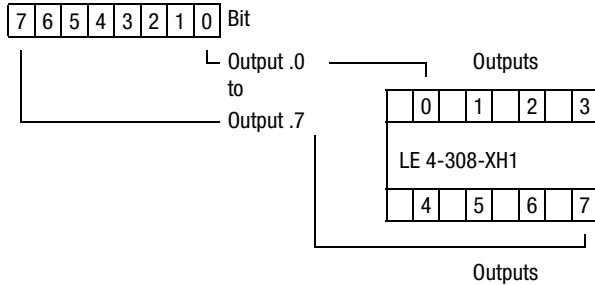 7 6 5 4 3 2 1 0 Bit
Output .0
Outputs
to
Output .7
0 1 2 3
LE 4-308-XH1
4 5 6 7
Outputs